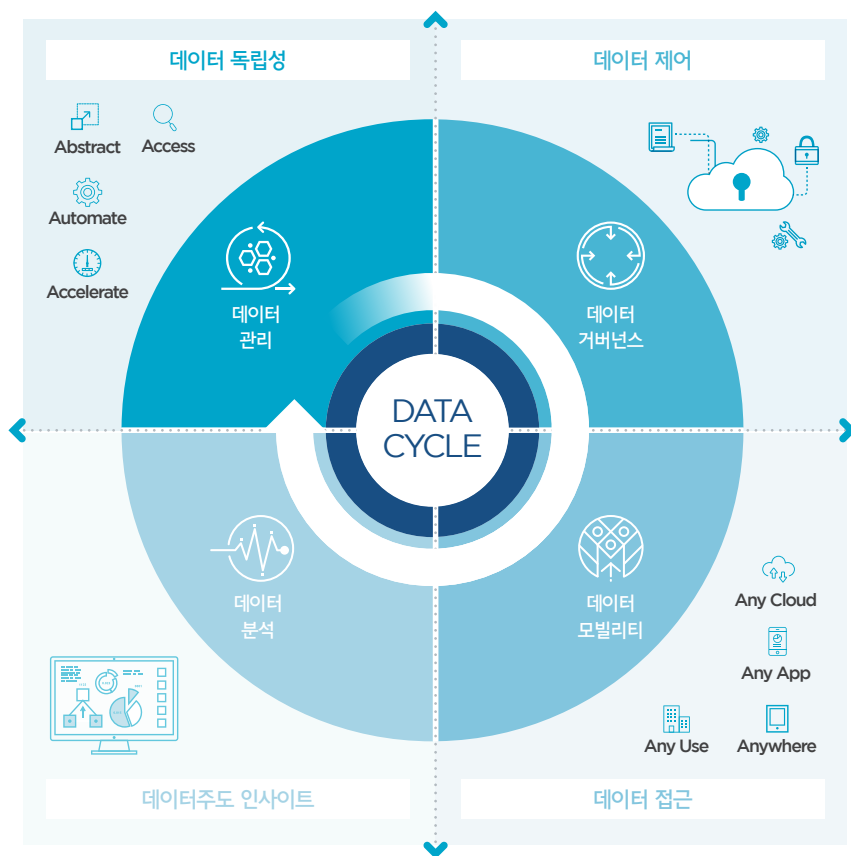 데이터 독립성
데이터 제어
Abstract
Access
Automate
Accelerate
데이터
관리
데이터
거버넌스
DATA
CYCLE
데이터
분석
데이터
모빌리티
Any Cloud
Any App
Any Use
Anywhere
데이터주도 인사이트
데이터 접근